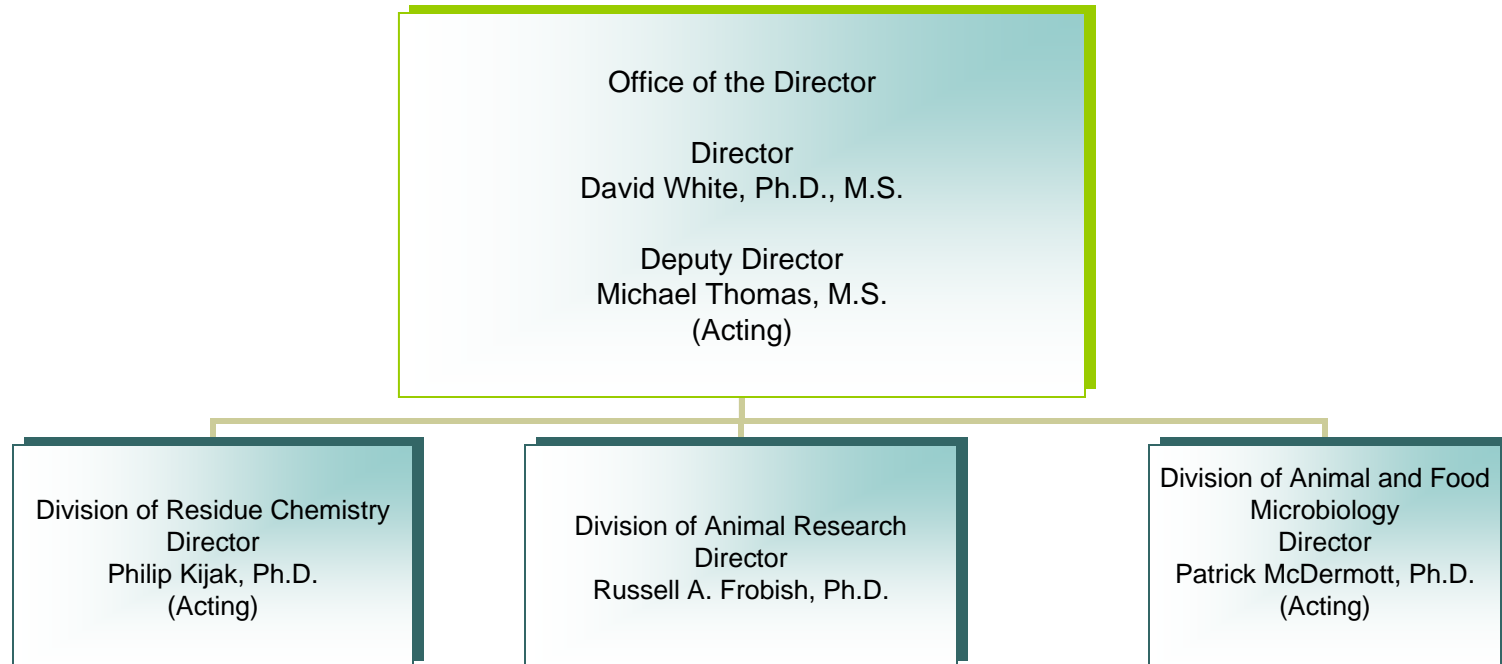 Office of the Director
Director
David White, Ph.D., M.S.
Deputy Director
Michael Thomas, M.S.
(Acting)
Division of Residue Chemistry
Director
Philip Kijak, Ph.D.
(Acting)
Division of Animal Research
Director
Russell A. Frobish, Ph.D.
Division of Animal and Food
Microbiology
Director
Patrick McDermott, Ph.D.
(Acting)